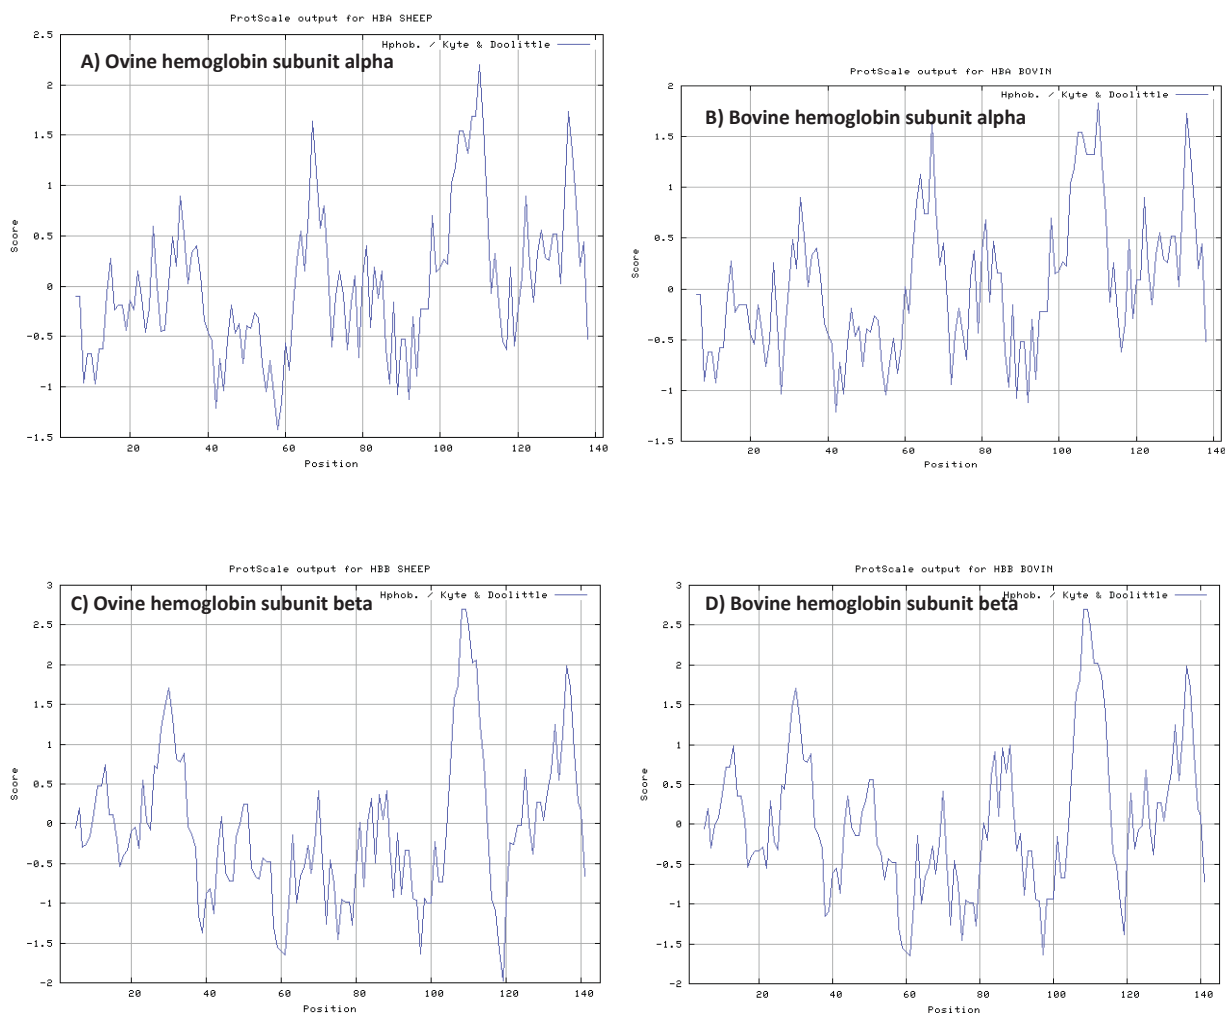 ProtScale output for HBA SHEEP
2.5
Hphob. / Kyte & Doolittle
A) Ovine hemoglobin subunit alpha
2
1.5
1
0.5
0
-0.5
-1
-1.5
Score
20 40 60 80 100 120 140
Position
ProtScale output for HBA BOVIN
2
Hphob. / Kyte & Doolittle
B) Bovine hemoglobin subunit alpha
1.5
1
0.5
0
-0.5
-1
-1.5
Score
20 40 60 80 100 120 140
Position
ProtScale output for HBB SHEEP
3
Hphob. / Kyte & Doolittle
C) Ovine hemoglobin subunit beta
2.5
2
1.5
1
0.5
0
-0.5
-1
-1.5
-2
Score
20 40 60 80 100 120 140
Position
ProtScale output for HBB BOVIN
3
Hphob. / Kyte & Doolittle
D) Bovine hemoglobin subunit beta
2.5
2
1.5
1
0.5
0
-0.5
-1
-1.5
-2
Score
20 40 60 80 100 120 140
Position